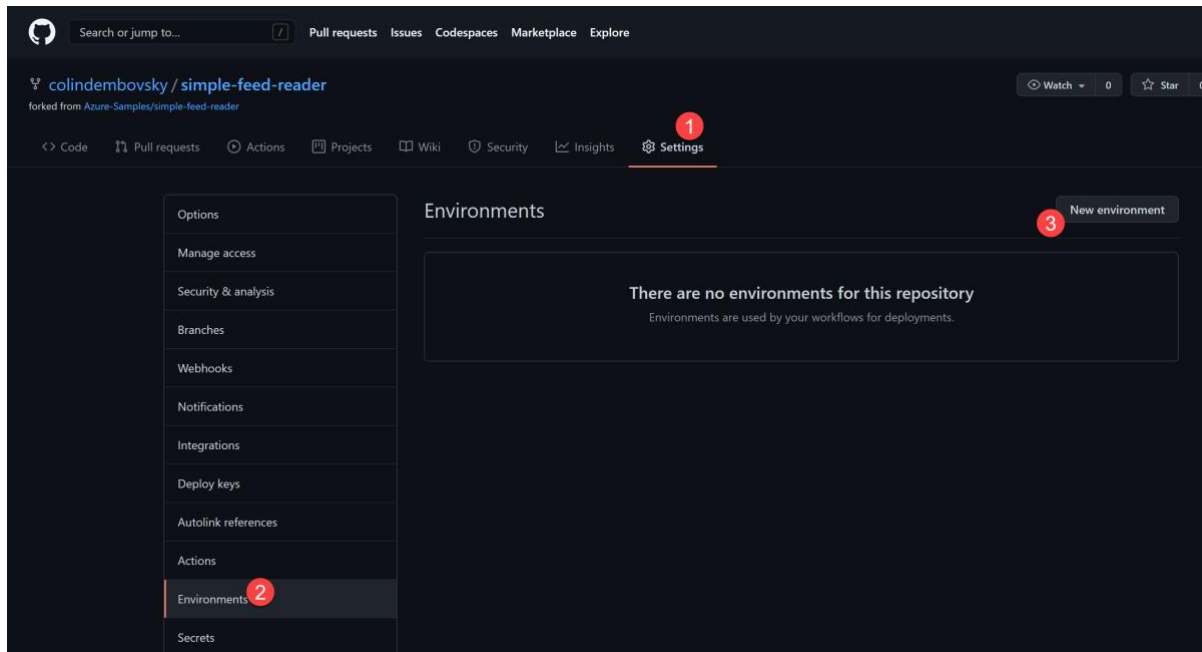 Search or jump to... /
Pull requests Issues Codespaces Marketplace Explore
colindembovsky / simple-feed-reader
Watch 0 Star
forked from Azure-Samples/simple-feed-reader
1
<> Code Pull requests Actions Projects Wiki Security Insights Settings
Environments
New environment
3
There are no environments for this repository
Environments are used by your workflows for deployments.
Options
Manage access
Security & analysis
Branches
Webhooks
Notifications
Integrations
Deploy keys
Autolink references
Actions
Environments 2
Secrets